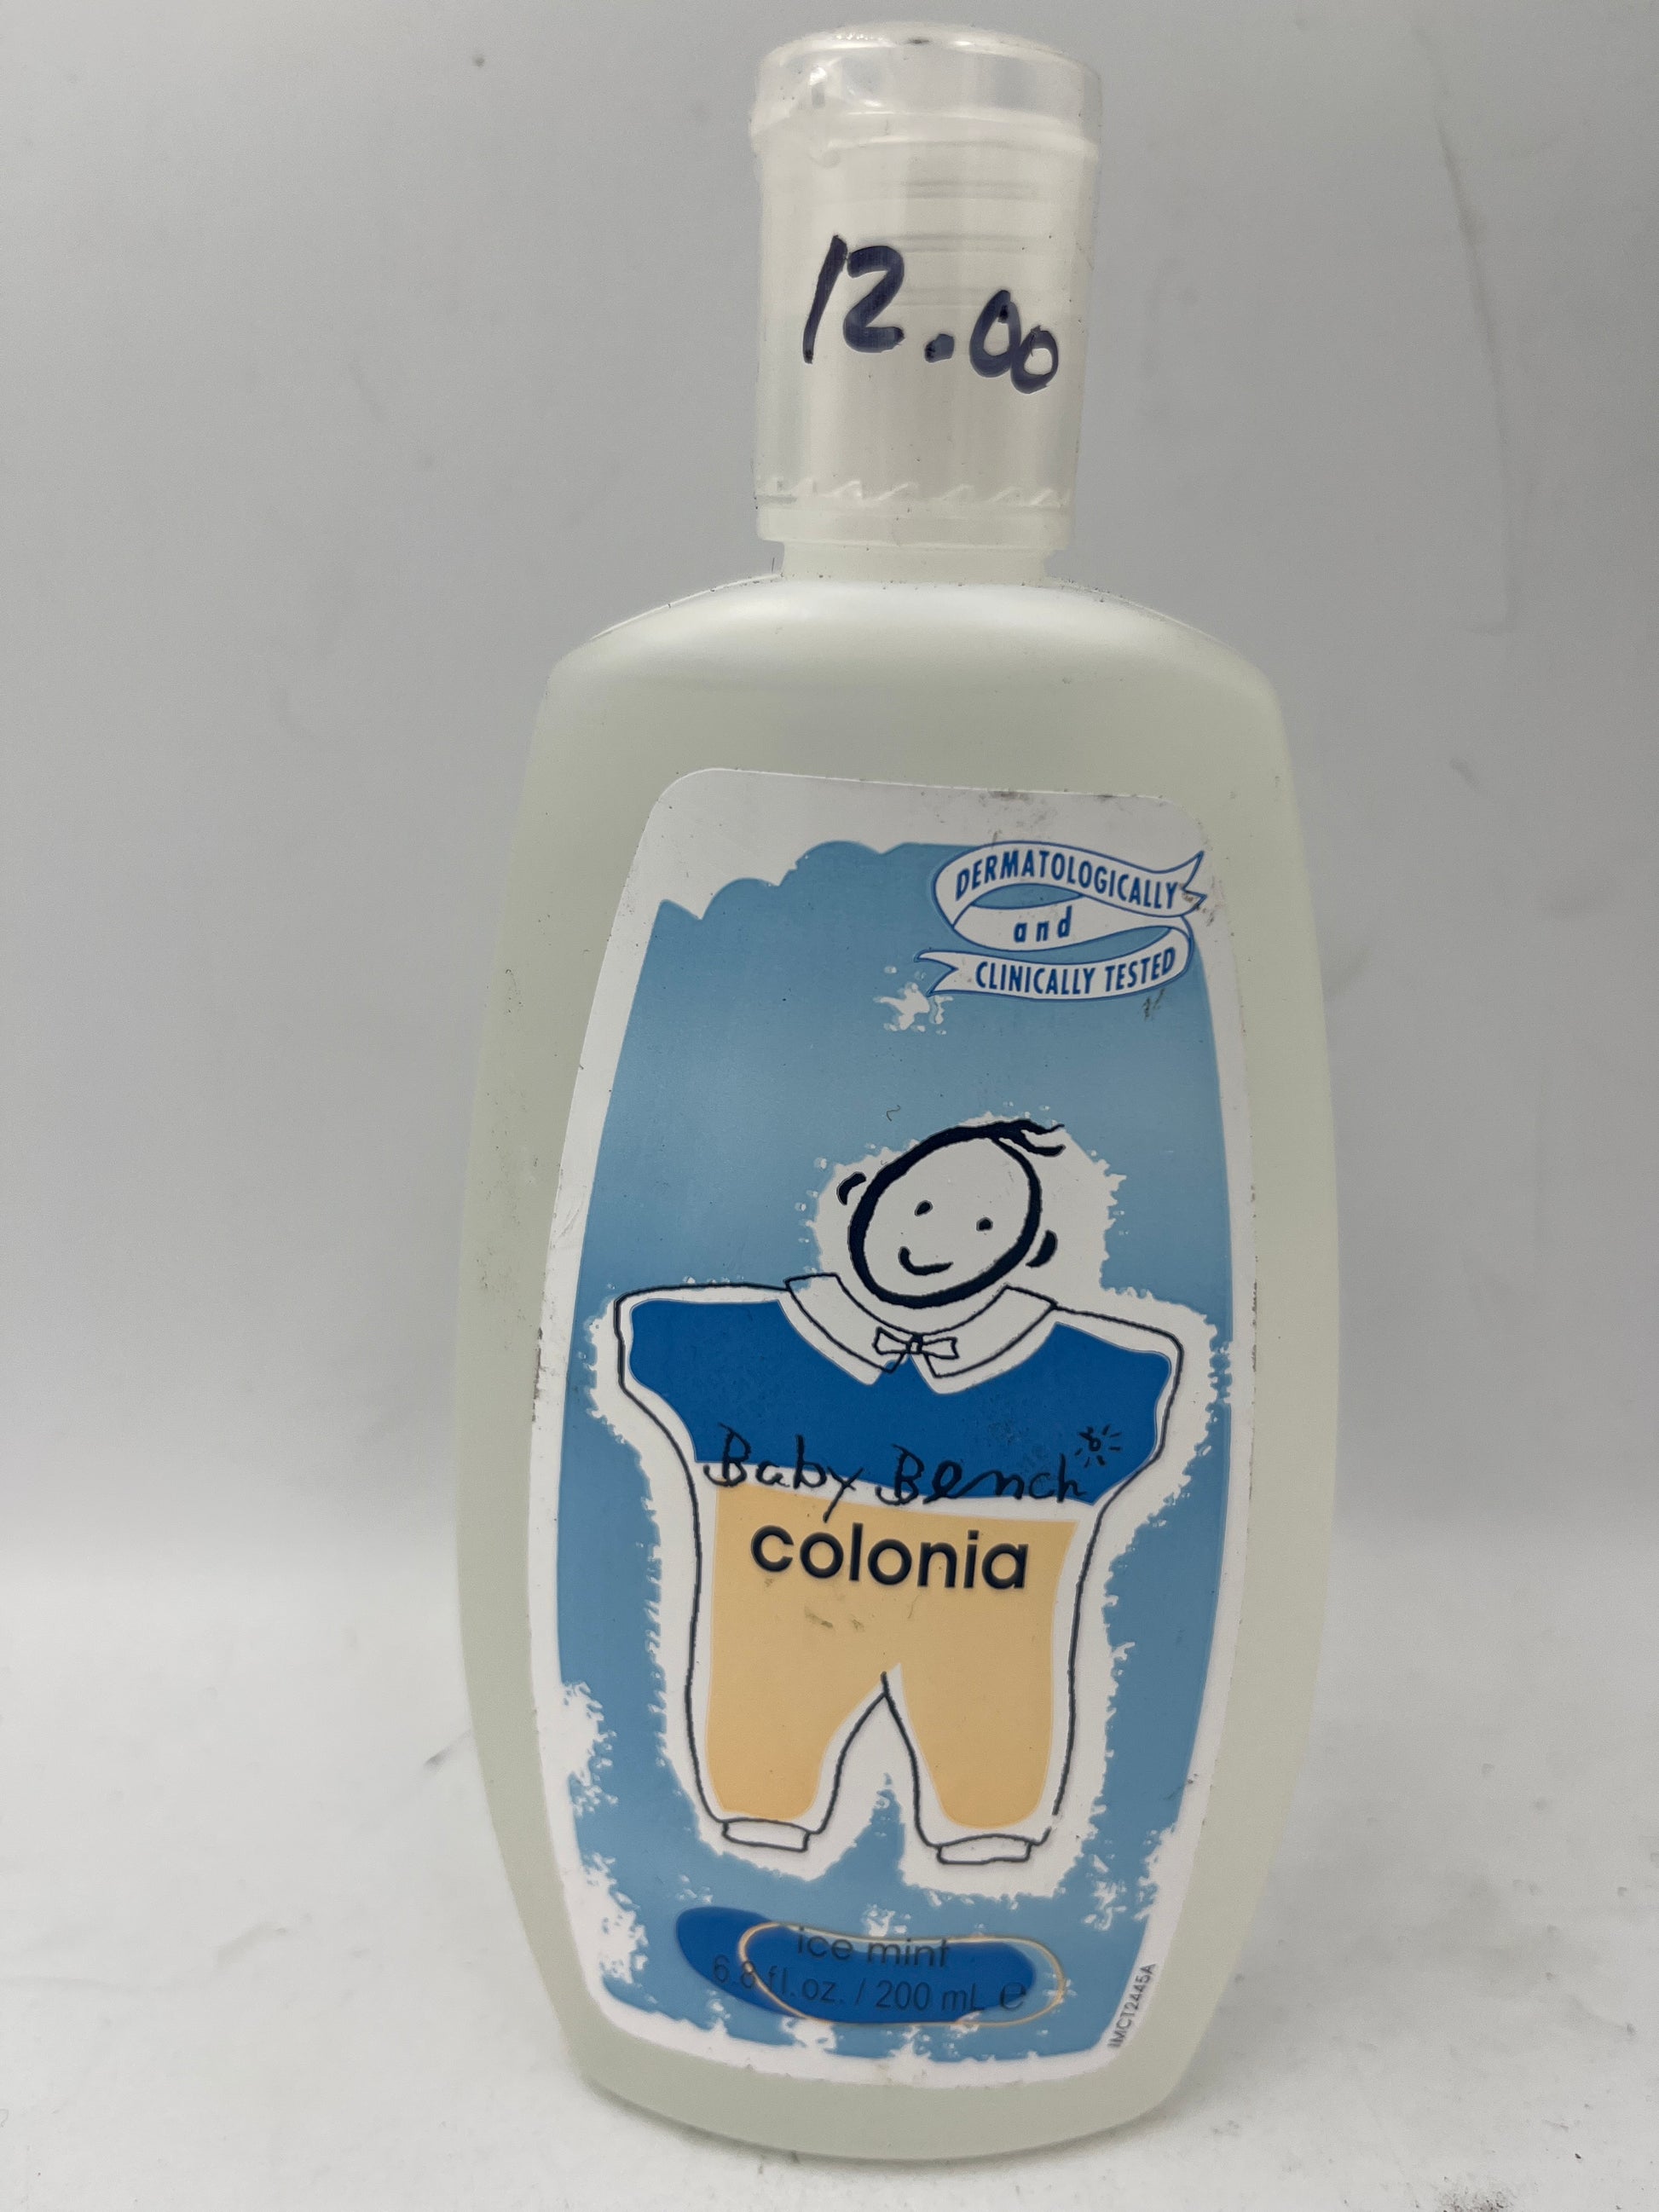 12.00
DERMATOLOGICALLY
and
CLINICALLY TESTED
Baby Bench
colonia
ice mint
6.8 fl. oz. / 200 mL ℮
IMCT2445A